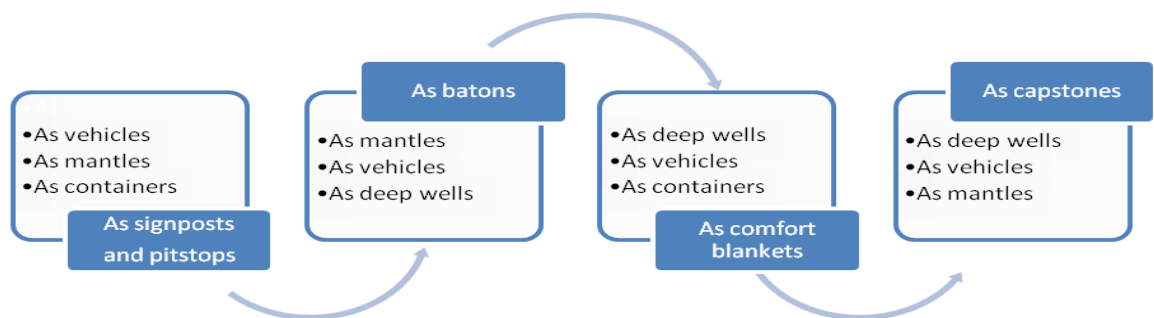 •As vehicles
•As mantles
•As containers
As signposts
and pitstops
As batons
•As mantles
•As vehicles
•As deep wells
•As deep wells
•As vehicles
•As containers
As comfort
blankets
As capstones
•As deep wells
•As vehicles
•As mantles